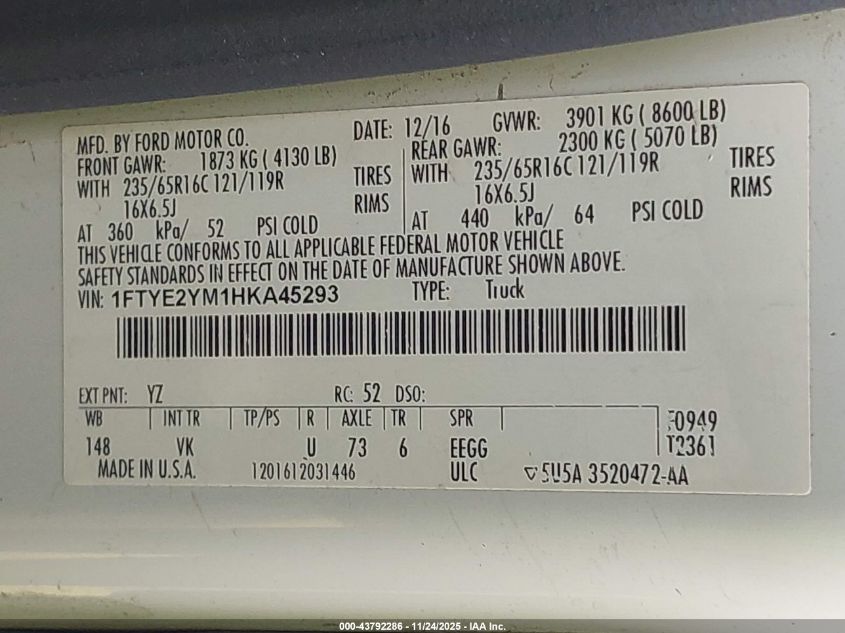 MFD. BY FORD MOTOR CO. DATE: 12/16 GVWR: 3901 KG ( 8600 LB)
FRONT GAWR: 1873 KG ( 4130 LB) REAR GAWR: 2300 KG ( 5070 LB)
WITH 235/65R16C 121/119R TIRES WITH 235/65R16C 121/119R TIRES
16X6.5J RIMS 16X6.5J RIMS
AT 360 kPa/ 52 PSI COLD AT 440 kPa/ 64 PSI COLD
THIS VEHICLE CONFORMS TO ALL APPLICABLE FEDERAL MOTOR VEHICLE
SAFETY STANDARDS IN EFFECT ON THE DATE OF MANUFACTURE SHOWN ABOVE.
VIN: 1FTYE2YM1HKA45293 TYPE: Truck
EXT PNT: YZ RC: 52 DSO:
WB INT TR TP/PS R AXLE TR SPR F0949
148 VK U 73 6 EEGG T2361
MADE IN U.S.A. 1201612031446 ULC 5U5A 3520472-AA
000-43792286 - 11/24/2025 - IAA Inc.